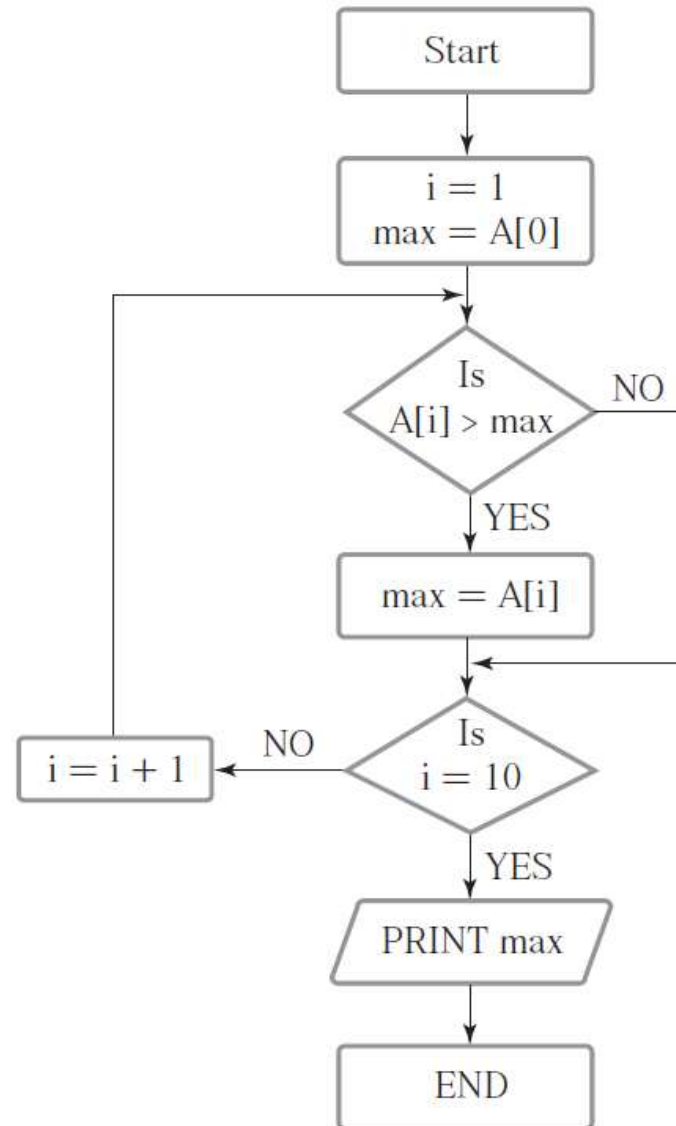 Start
i = 1
max = A[0]
Is
A[i] > max
NO
YES
max = A[i]
Is
i = 10
NO
i = i + 1
YES
PRINT max
END